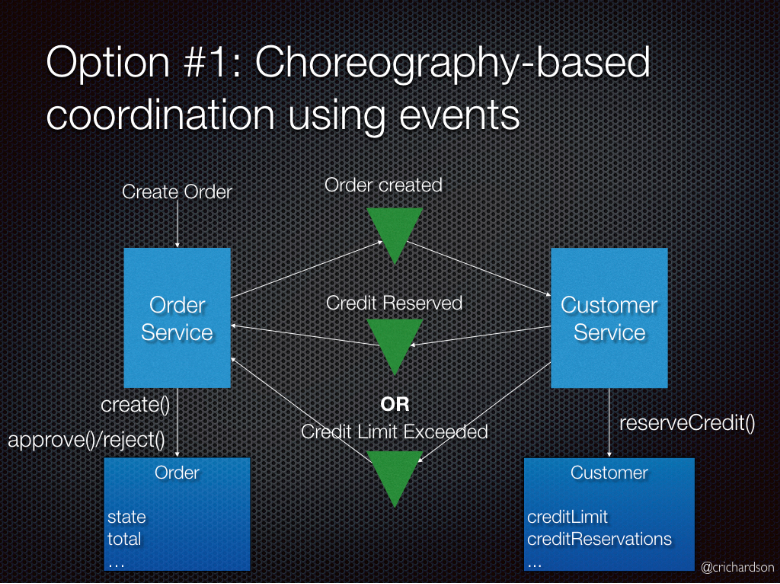 Option #1: Choreography-based
coordination using events
Create Order
Order created
Order
Service
Credit Reserved
Customer
Service
OR
Credit Limit Exceeded
create()
approve()/reject()
reserveCredit()
Order
state
total
...
Customer
creditLimit
creditReservations
...
@crichardson